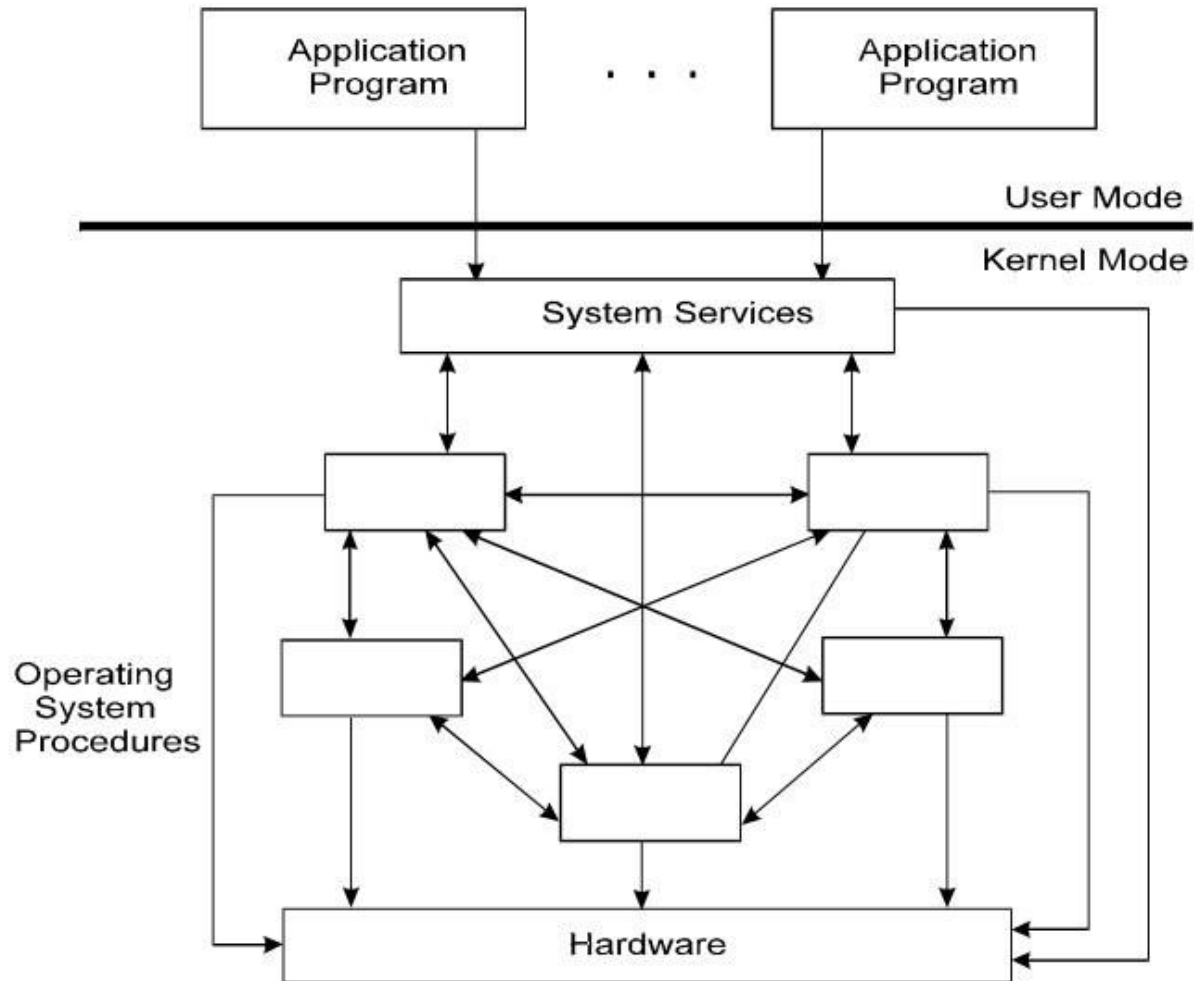 Application
Program
. . .
Application
Program
User Mode
Kernel Mode
System Services
Operating
System
Procedures
Hardware